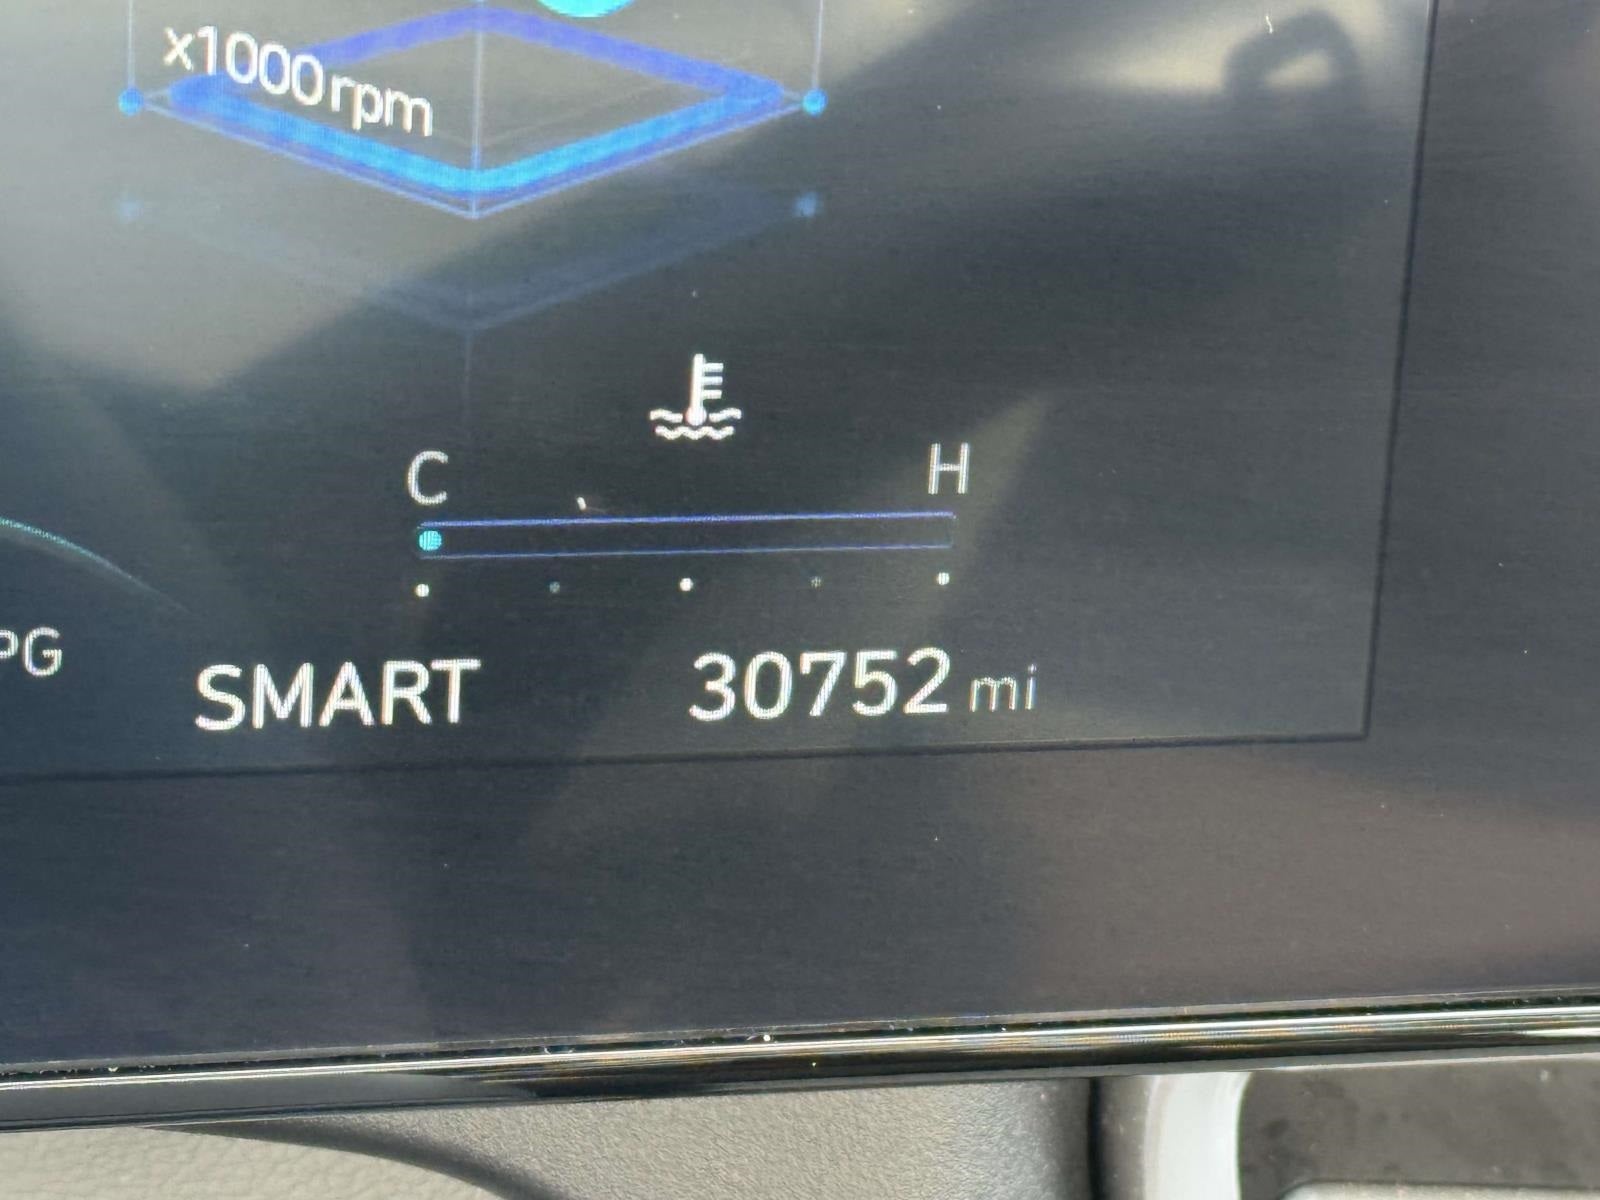 x1000rpm
C H
PG
SMART 30752 mi